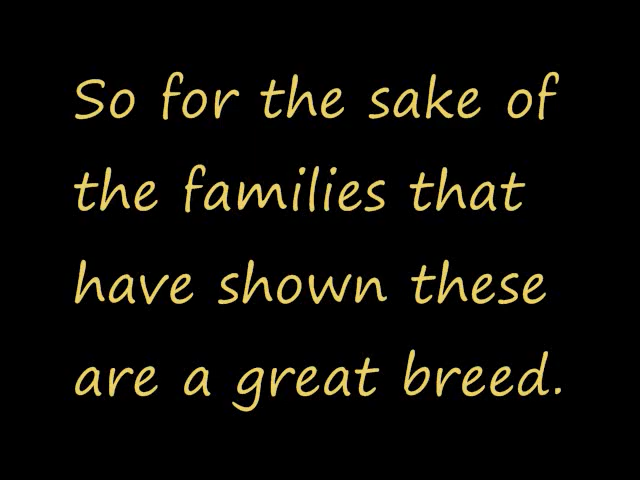 So for the sake of
the families that
have shown these
are a great breed.